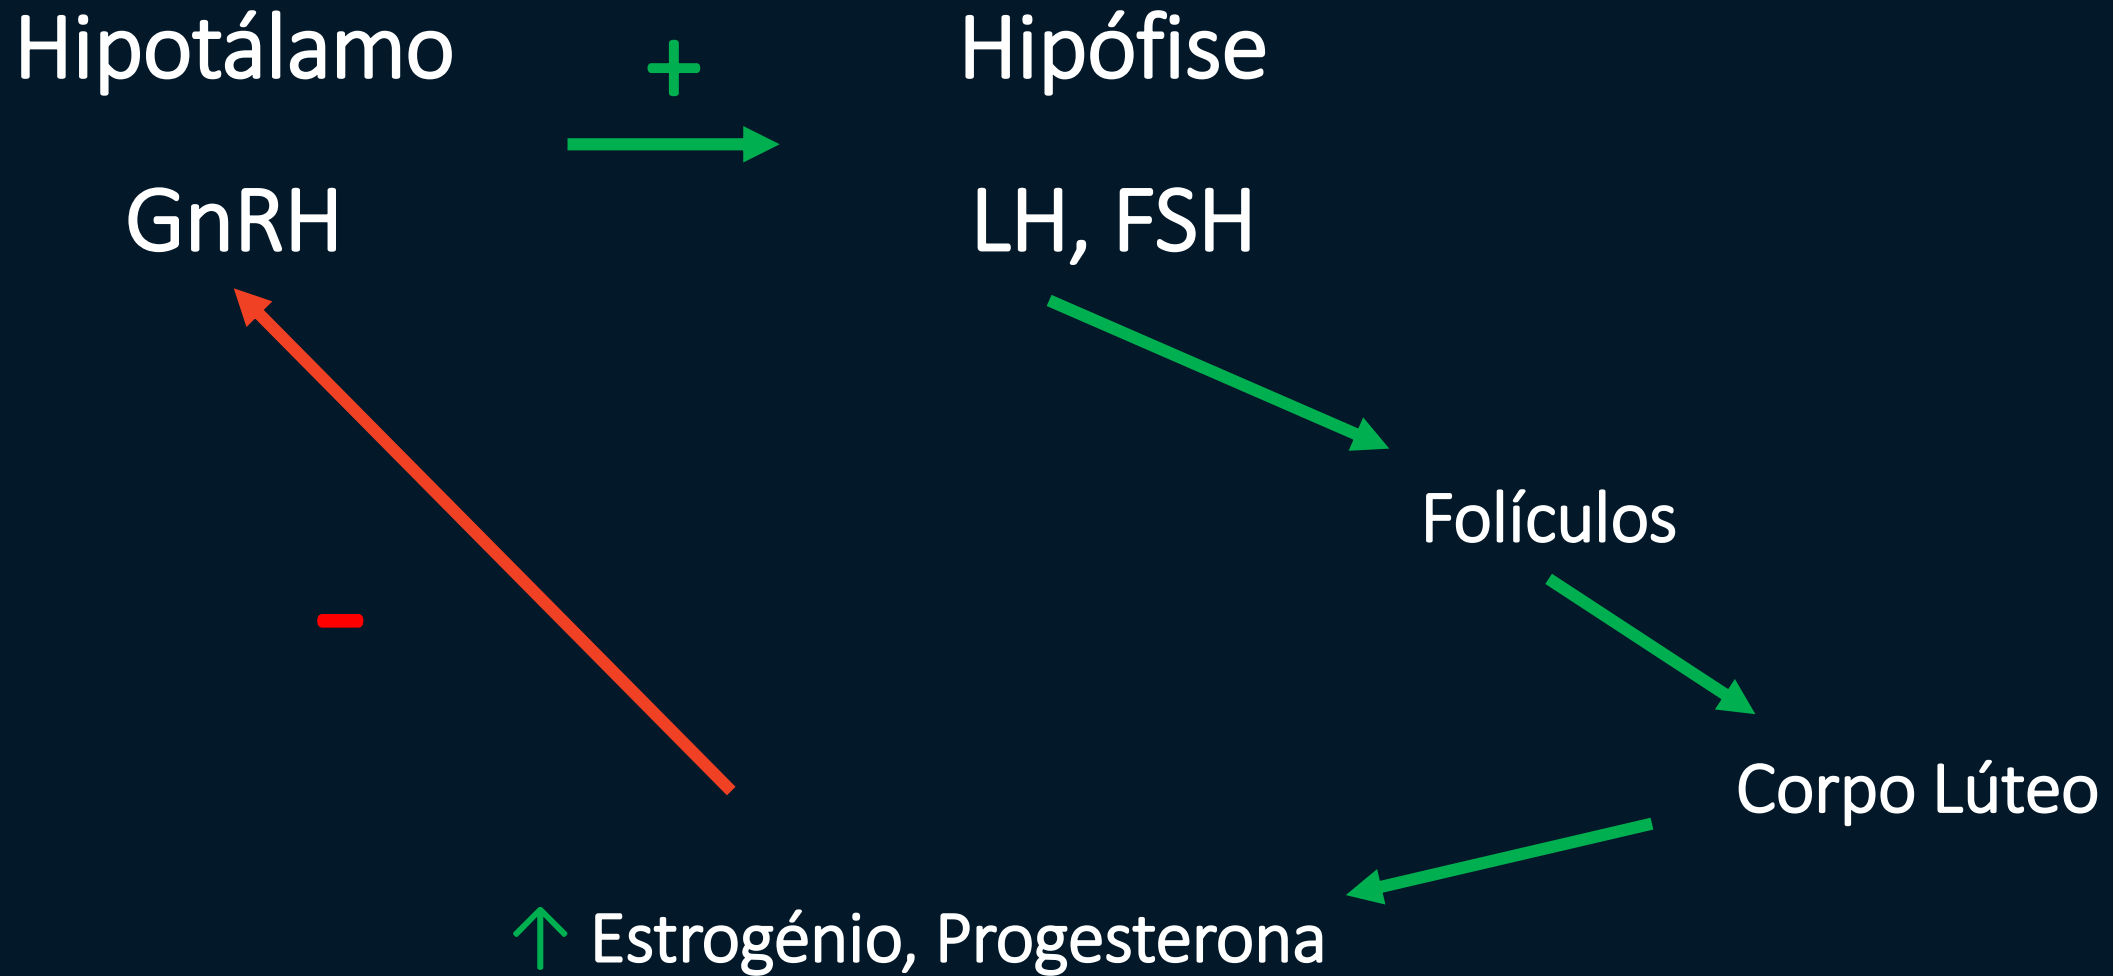 Hipotálamo
+
Hipófise
GnRH
LH, FSH
Folículos
-
Corpo Lúteo
↑ Estrogénio, Progesterona